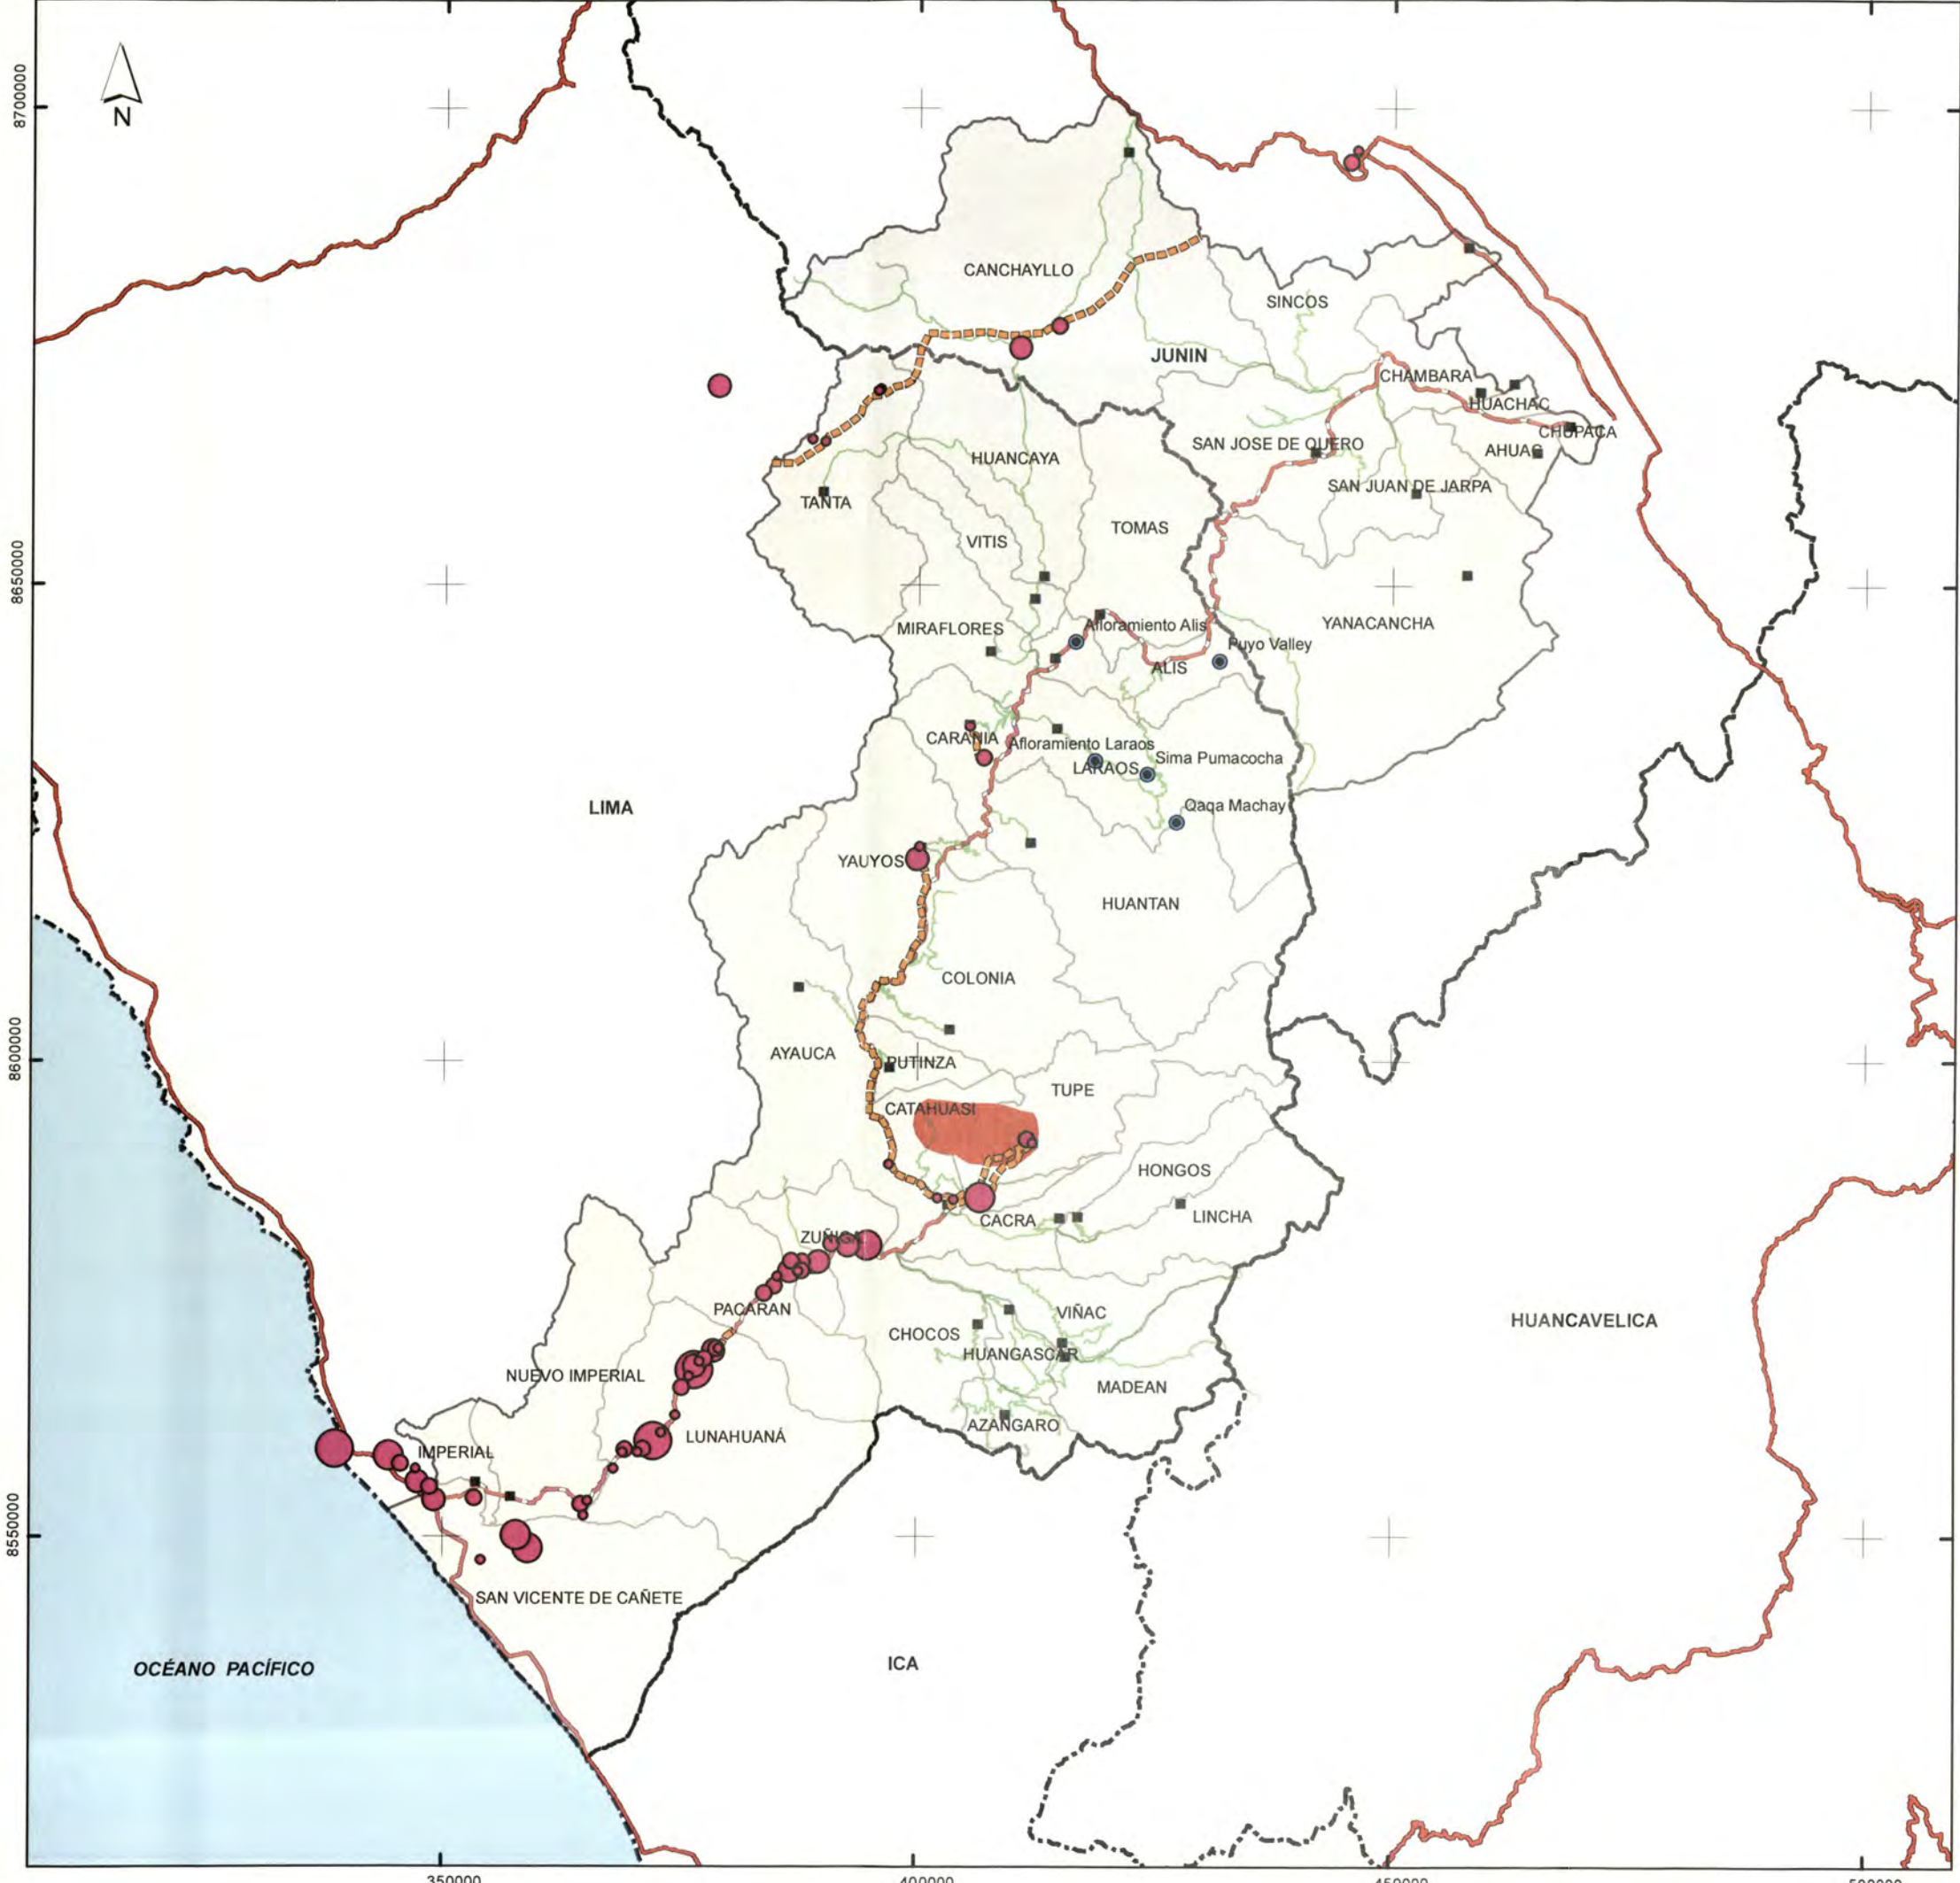 N
8700000
CANCHAYLLO
SINCOS
JUNIN
CHAMBARA
HUACHAC
CHUPACA
SAN JOSE DE QUERO
AHUAC
HUANCAYA
SAN JUAN DE JARPA
TANTA
TOMAS
VITIS
8650000
MIRAFLORES
Afloramiento Alis
YANACANCHA
Puyo Valley
ALIS
CARANIA
Afloramiento Laraos
Sima Pumacocha
LARAOS
LIMA
Qaqa Machay
YAUYOS
HUANTAN
COLONIA
8600000
AYAUCA
PUTINZA
TUPE
CATAHUASI
HONGOS
CACRA
LINCHA
ZUÑIGA
PACARAN
VIÑAC
HUANCAVELICA
CHOCOS
HUANGASCAR
NUEVO IMPERIAL
MADEAN
AZANGARO
LUNAHUANÁ
IMPERIAL
8550000
SAN VICENTE DE CAÑETE
ICA
OCÉANO PACÍFICO
350000
400000
450000
500000